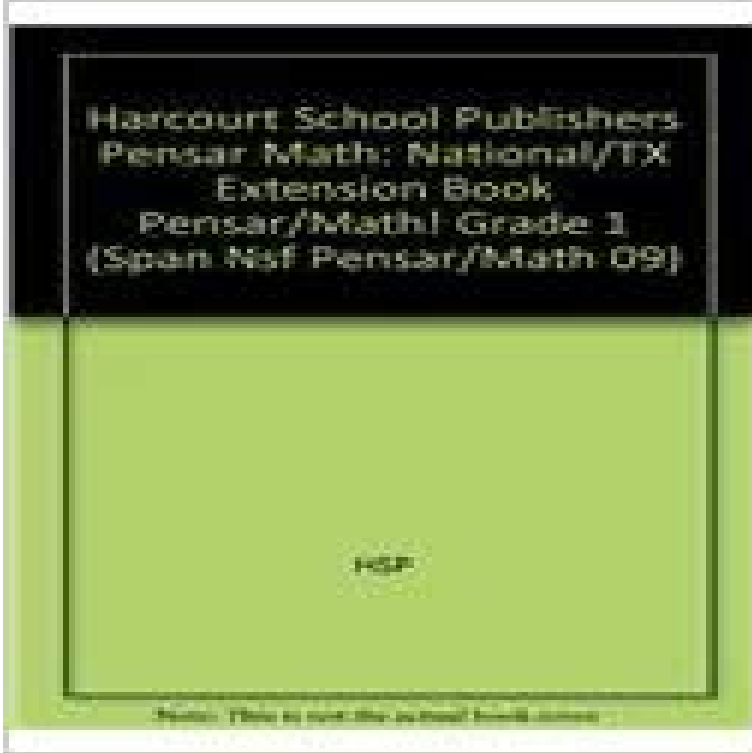 Harcourt School Publishers
Pensar Math: National/TX
Extension Book
Pensar/Math! Grade 1
(Span Nsf Pensar/Math 09)
HSP
Note: This is not the actual book cover